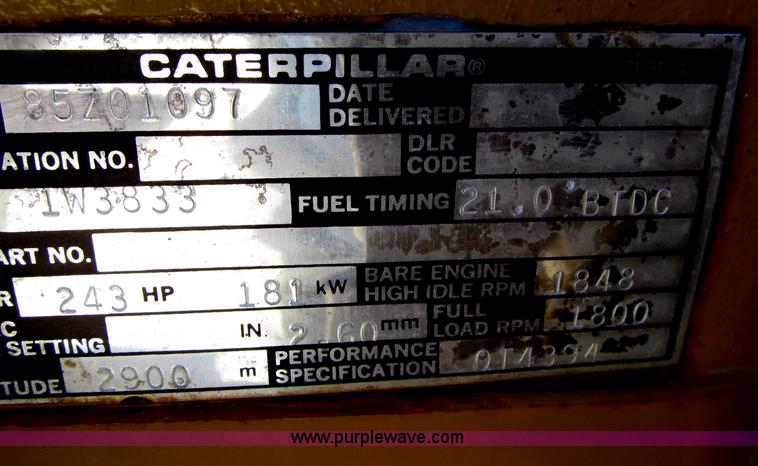 CATERPILLAR®
85Z01097 DATE DELIVERED
ATION NO. DLR CODE
1W3833 FUEL TIMING 21.0° BTDC
ART NO.
R 243 HP 181 kW BARE ENGINE HIGH IDLE RPM 1848
C SETTING IN. 2.60 mm FULL LOAD RPM 1800
TUDE 2900 m PERFORMANCE SPECIFICATION 0T4394
www.purplewave.com